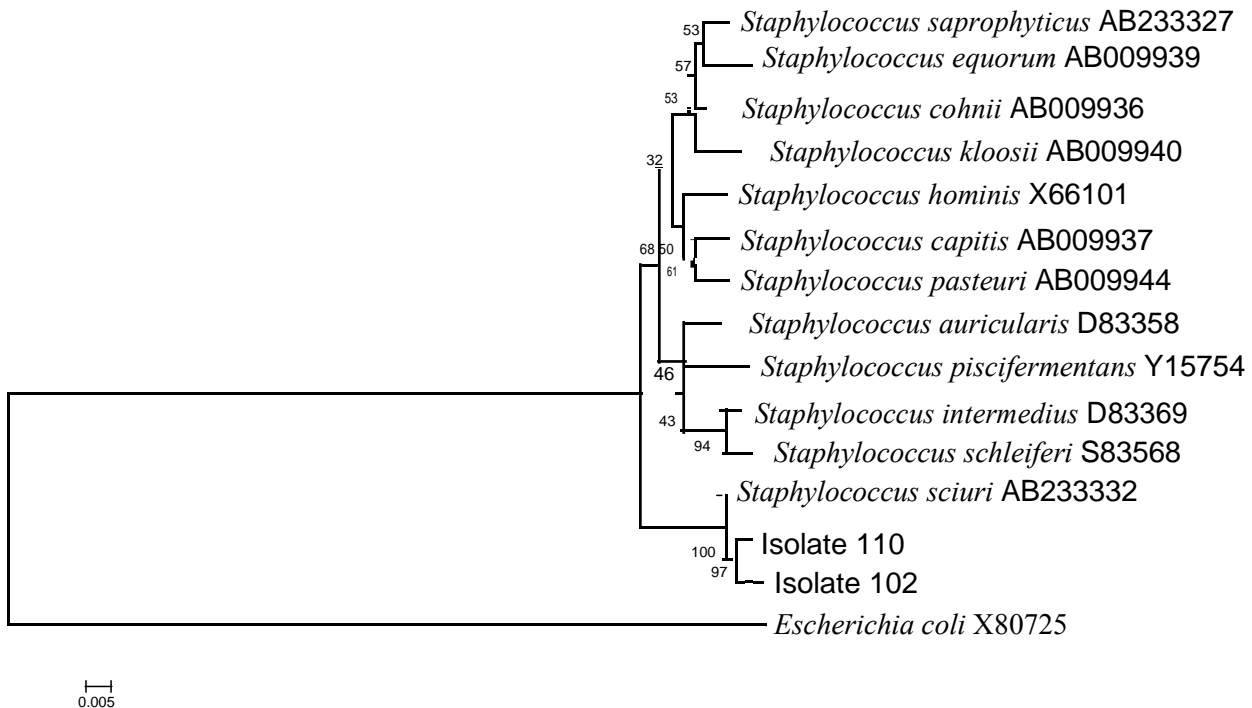 Staphylococcus saprophyticus AB233327
53
Staphylococcus equorum AB009939
57
53
Staphylococcus cohnii AB009936
Staphylococcus kloosii AB009940
32
Staphylococcus hominis X66101
Staphylococcus capitis AB009937
68 50
61
Staphylococcus pasteuri AB009944
Staphylococcus auricularis D83358
Staphylococcus piscifermentans Y15754
46
Staphylococcus intermedius D83369
43
94
Staphylococcus schleiferi S83568
Staphylococcus sciuri AB233332
Isolate 110
100
97
Isolate 102
Escherichia coli X80725
0.005